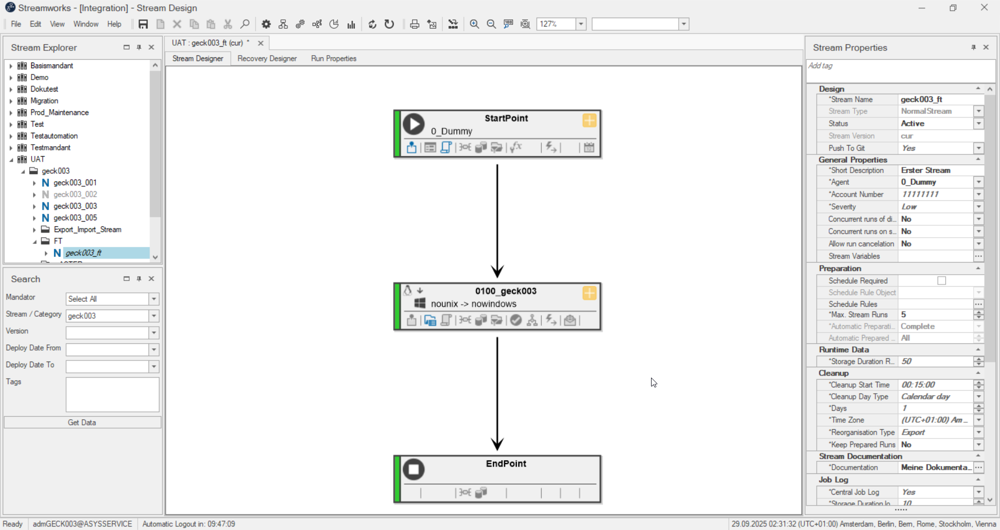 Streamworks - [Integration] - Stream Design
File Edit View Window Help
127%
Stream Explorer
Basismandant
Demo
Dokutest
Migration
Prod_Maintenance
Test
Testautomation
Testmandant
UAT
geck003
geck003_001
geck003_002
geck003_003
geck003_005
Export_Import_Stream
FT
geck003_ft
Search
Mandator Select All
Stream / Category geck003
Version
Deploy Date From
Deploy Date To
Tags
Get Data
UAT : geck003_ft (cur) *
Stream Designer Recovery Designer Run Properties
StartPoint
0_Dummy
0100_geck003
nounix -> nowindows
EndPoint
Stream Properties
Add tag
Design
*Stream Name geck003_ft
Stream Type NormalStream
Status Active
Stream Version cur
Push To Git Yes
General Properties
*Short Description Erster Stream
*Agent 0_Dummy
*Account Number 11111111
*Severity Low
Concurrent runs of di... No
Concurrent runs on s... No
Allow run cancelation No
Stream Variables
Preparation
Schedule Required
Schedule Rule Object
Schedule Rules
*Max. Stream Runs 5
*Automatic Preparati... Complete
Automatic Prepared ... All
Runtime Data
*Storage Duration R... 50
Cleanup
*Cleanup Start Time 00:15:00
*Cleanup Day Type Calendar day
*Days 1
*Time Zone (UTC+01:00) Am...
*Reorganisation Type Export
*Keep Prepared Runs No
Stream Documentation
*Documentation Meine Dokumenta...
Job Log
*Central Job Log Yes
*Storage Duration lo... 10
Ready admGECK003@ASYSSERVICE Automatic Logout in: 09:47:09
29.09.2025 02:31:32 (UTC+01:00) Amsterdam, Berlin, Bern, Rome, Stockholm, Vienna